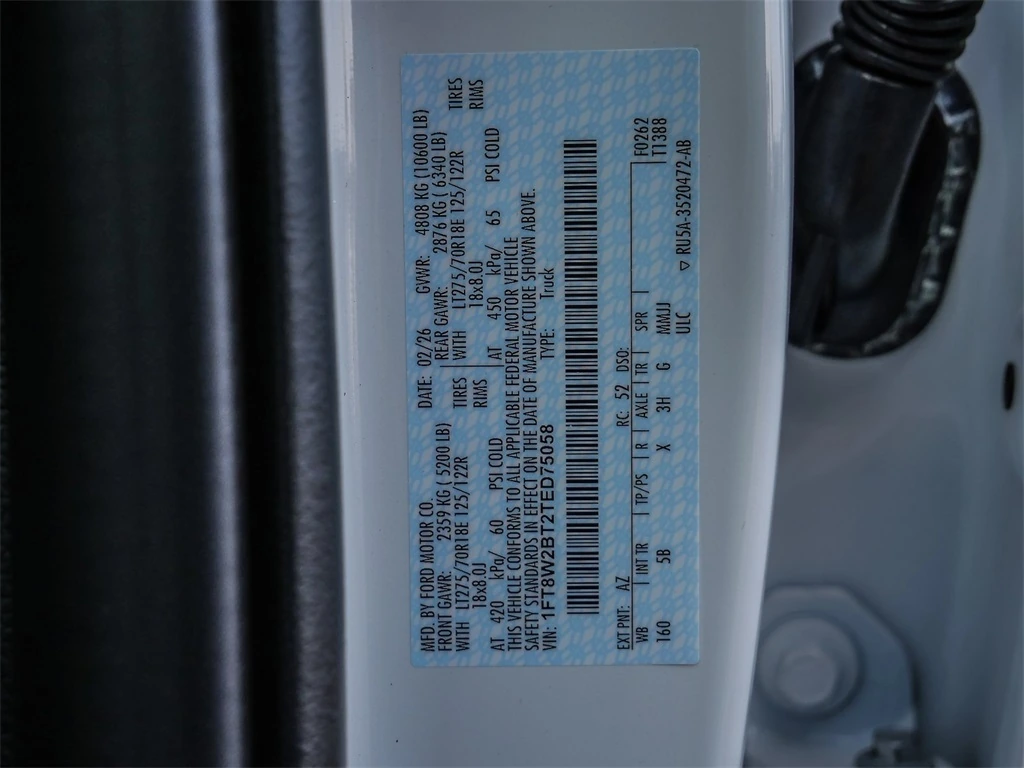 MFD. BY FORD MOTOR CO. DATE: 02/26 GVWR: 4808 KG (10600 LB)
FRONT GAWR: 2359 KG ( 5200 LB) REAR GAWR: 2876 KG ( 6340 LB)
WITH LT275/70R18E 125/122R TIRES WITH LT275/70R18E 125/122R TIRES
18x8.0J RIMS 18x8.0J RIMS
AT 420 kPa/ 60 PSI COLD AT 450 kPa/ 65 PSI COLD
THIS VEHICLE CONFORMS TO ALL APPLICABLE FEDERAL MOTOR VEHICLE
SAFETY STANDARDS IN EFFECT ON THE DATE OF MANUFACTURE SHOWN ABOVE.
VIN: 1FT8W2BT2TED75058 TYPE: Truck
EXT PNT: AZ RC: 52 DSO: F0262
WB INT TR TP/PS R AXLE TR SPR T1388
160 5B X 3H G MMJJ
ULC ▽ RU5A-3520472-AB